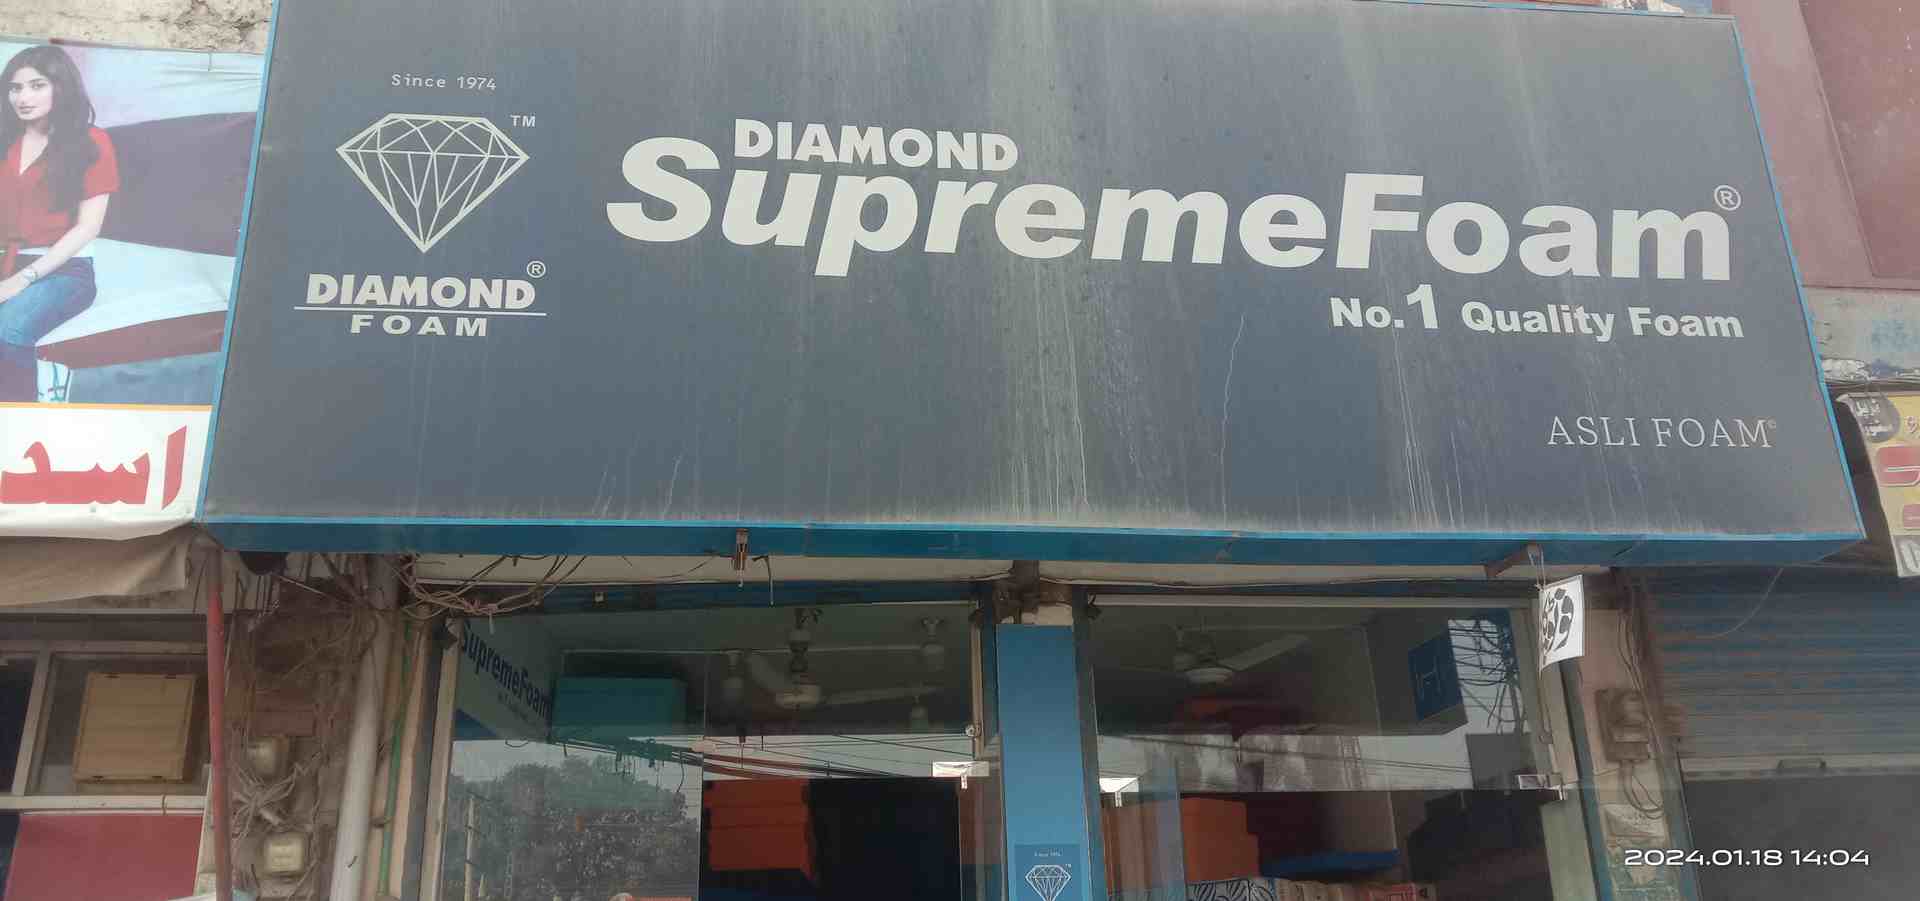 Since 1974
TM
DIAMOND®
FOAM
DIAMOND
SupremeFoam®
No.1 Quality Foam
ASLI FOAM©
اسد
SupremeFoam
2024.01.18 14:04